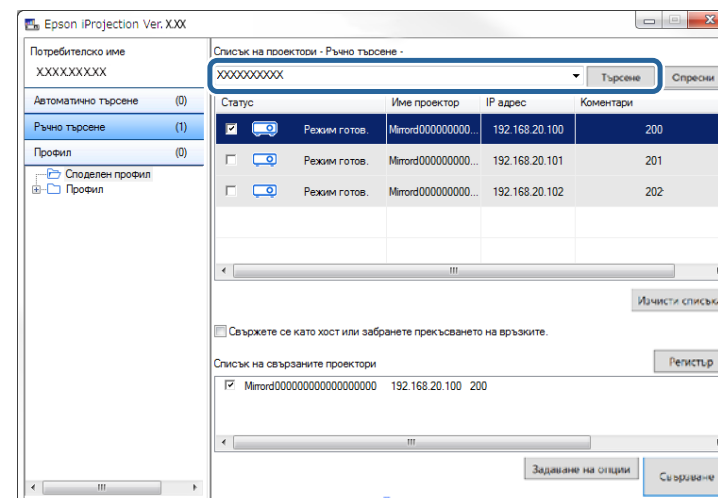 Epson iProjection Ver. X.XX
Потребителско име
XXXXXXXXX
Автоматично търсене (0)
Ръчно търсене (1)
Профил (0)
Споделен профил
Профил
Списък на проектори - Ръчно търсене -
XXXXXXXXXX
Търсене
Спресни
Статус Име проектор IP адрес Коментари
Режим готов. Mirrord000000000... 192.168.20.100 200
Режим готов. Mirrord000000000... 192.168.20.101 201
Режим готов. Mirrord000000000... 192.168.20.102 202
Изчисти списъка
Свържете се като хост или забранете прекъсването на връзките.
Списък на свързаните проектори
Регистър
Mirrord000000000000000000 192.168.20.100 200
Задаване на опции
Свързване